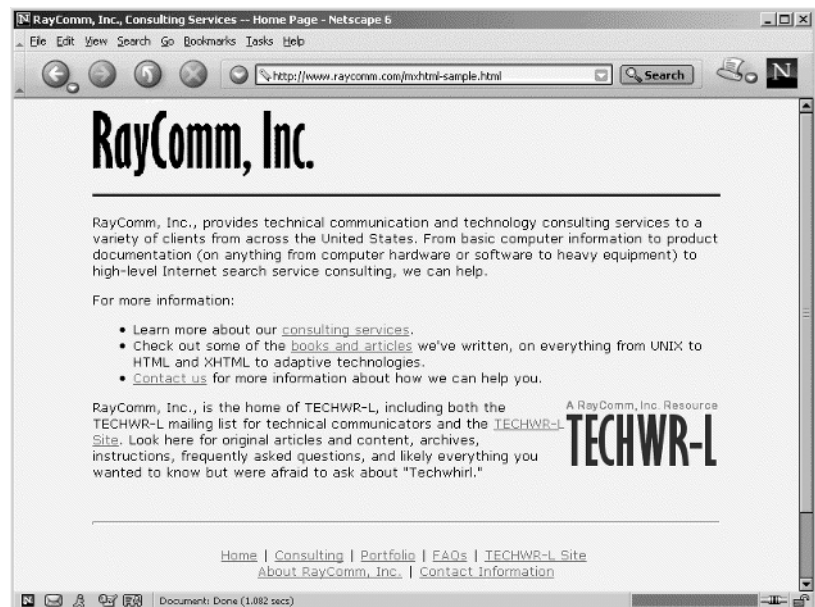 RayComm, Inc., Consulting Services -- Home Page - Netscape 6
File Edit View Search Go Bookmarks Tasks Help
http://www.raycomm.com/mxhtml-sample.html Search N
RayComm, Inc.
RayComm, Inc., provides technical communication and technology consulting services to a
variety of clients from across the United States. From basic computer information to product
documentation (on anything from computer hardware or software to heavy equipment) to
high-level Internet search service consulting, we can help.
For more information:
• Learn more about our consulting services.
• Check out some of the books and articles we've written, on everything from UNIX to
HTML and XHTML to adaptive technologies.
• Contact us for more information about how we can help you.
RayComm, Inc., is the home of TECHWR-L, including both the
TECHWR-L mailing list for technical communicators and the TECHWR-L
Site. Look here for original articles and content, archives,
instructions, frequently asked questions, and likely everything you
wanted to know but were afraid to ask about "Techwhirl."
A RayComm, Inc. Resource
TECHWR-L
Home | Consulting | Portfolio | FAQs | TECHWR-L Site
About RayComm, Inc. | Contact Information
Document: Done (1.082 secs)